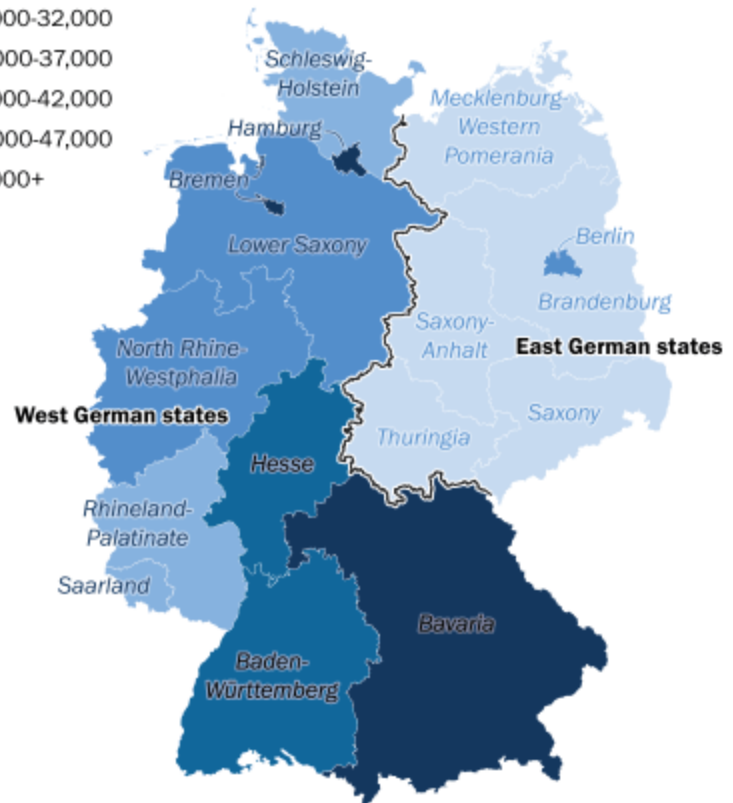 00-32,000
000-37,000
000-42,000
000-47,000
000+
Schleswig-
Holstein
Hamburg
Mecklenburg-
Western
Pomerania
Bremen
Lower Saxony
Berlin
Brandenburg
Saxony-
Anhalt
East German states
North Rhine-
Westphalia
West German states
Saxony
Thuringia
Hesse
Rhineland-
Palatinate
Saarland
Bavaria
Baden-
Württemberg